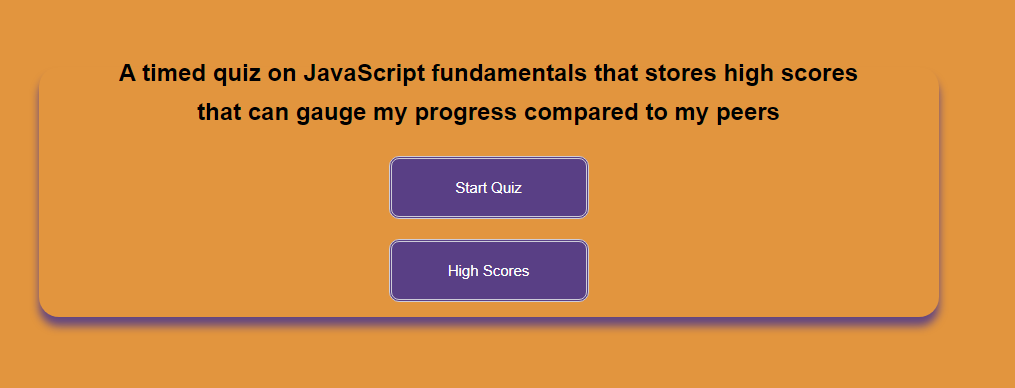 A timed quiz on JavaScript fundamentals that stores high scores
that can gauge my progress compared to my peers
Start Quiz
High Scores